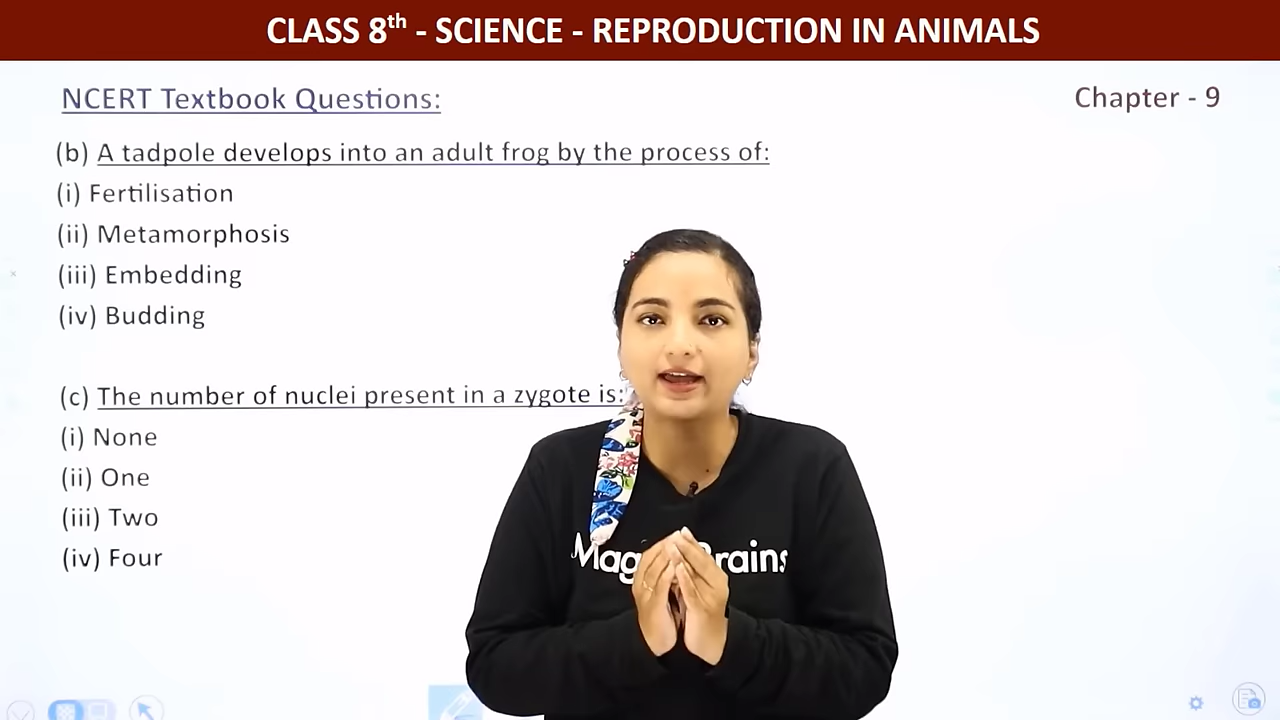 CLASS 8th - SCIENCE - REPRODUCTION IN ANIMALS
NCERT Textbook Questions:
Chapter - 9
(b) A tadpole develops into an adult frog by the process of:
(i) Fertilisation
(ii) Metamorphosis
(iii) Embedding
(iv) Budding
(c) The number of nuclei present in a zygote is:
(i) None
(ii) One
(iii) Two
(iv) Four